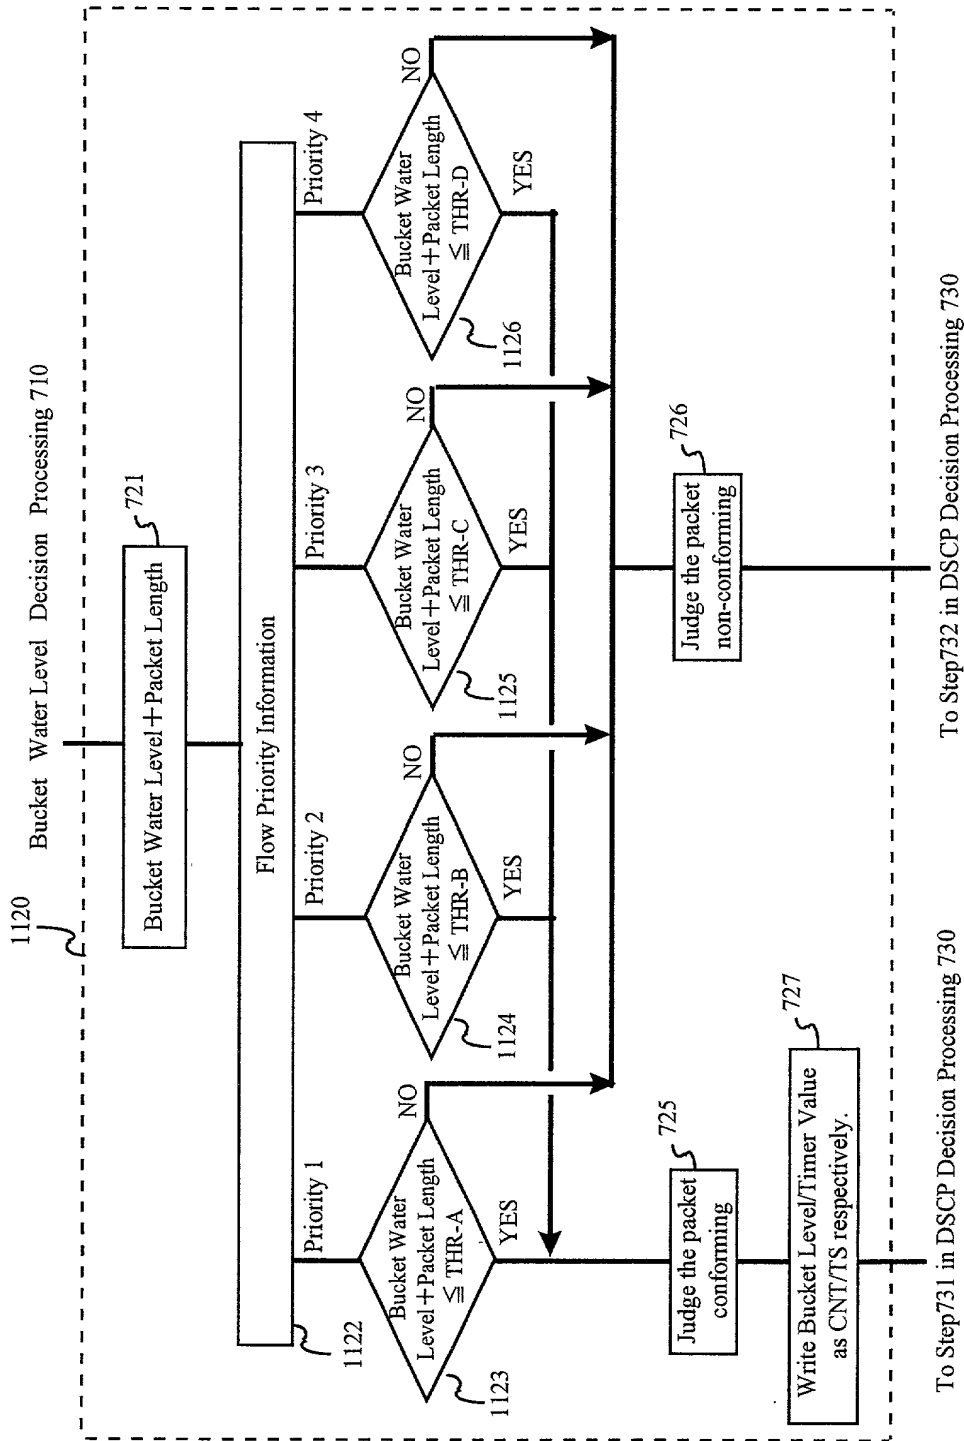 Bucket Water Level Decision Processing 710
1120
721
Bucket Water Level+Packet Length
Flow Priority Information
1122
Priority 1
Priority 2
Priority 3
Priority 4
Bucket Water
Level+Packet Length
≦ THR-A
NO
YES
1123
Bucket Water
Level+Packet Length
≦ THR-B
NO
YES
1124
Bucket Water
Level+Packet Length
≦ THR-C
NO
YES
1125
Bucket Water
Level+Packet Length
≦ THR-D
NO
YES
1126
725
Judge the packet
conforming
726
Judge the packet
non-conforming
727
Write Bucket Level/Timer Value
as CNT/TS respectively.
To Step731 in DSCP Decision Processing 730
To Step732 in DSCP Decision Processing 730